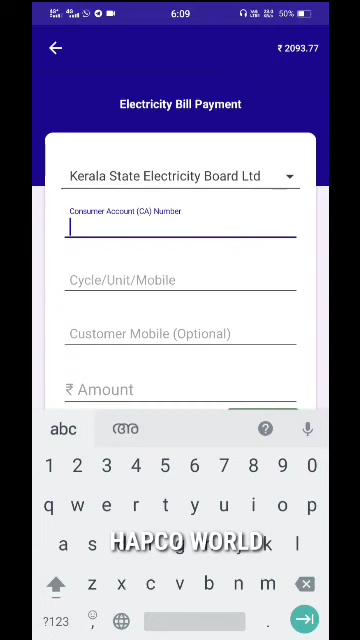 4G+ 4G 6:09 50%
₹ 2093.77
Electricity Bill Payment
Kerala State Electricity Board Ltd
Consumer Account (CA) Number
Cycle/Unit/Mobile
Customer Mobile (Optional)
₹ Amount
abc അ
1 2 3 4 5 6 7 8 9 0
q w e r t y u i o p
a s k l
HAPCO WORLD
z x c v b n m
?123 , .